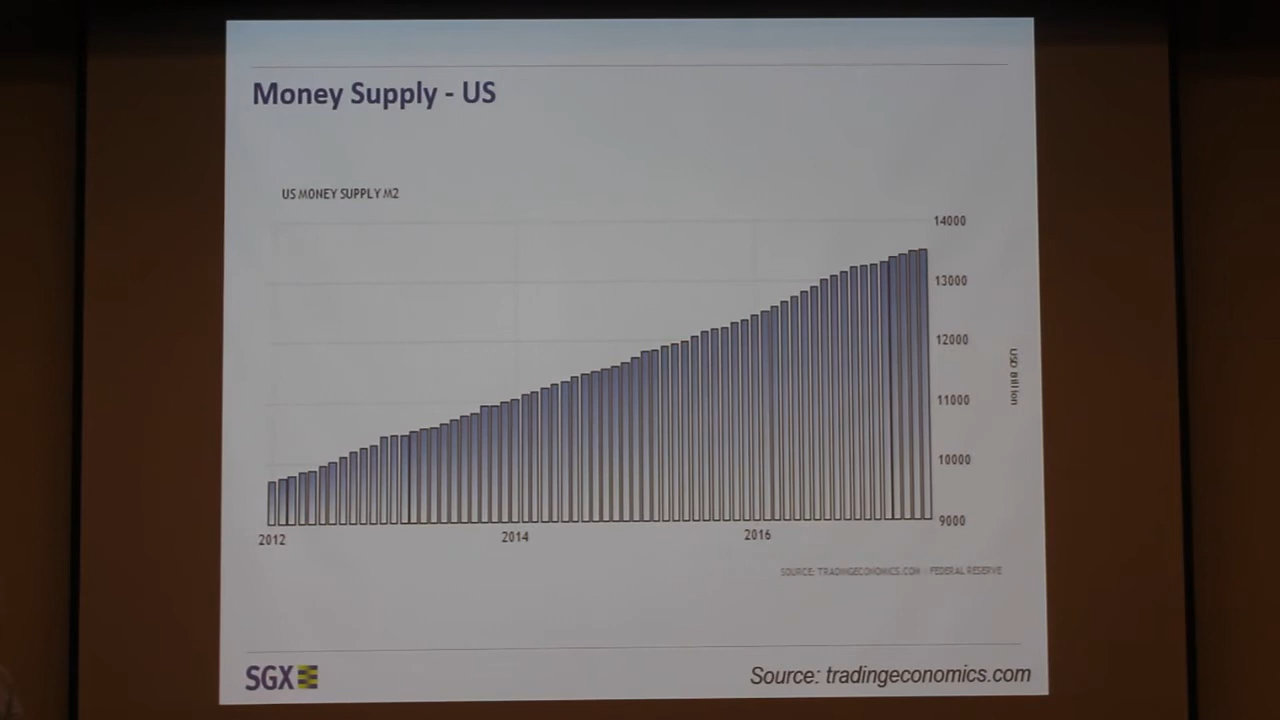 Money Supply - US
US MONEY SUPPLY M2
14000
13000
12000
11000
10000
9000
USD Billion
2012
2014
2016
SOURCE: TRADINGECONOMICS.COM | FEDERAL RESERVE
SGX
Source: tradingeconomics.com